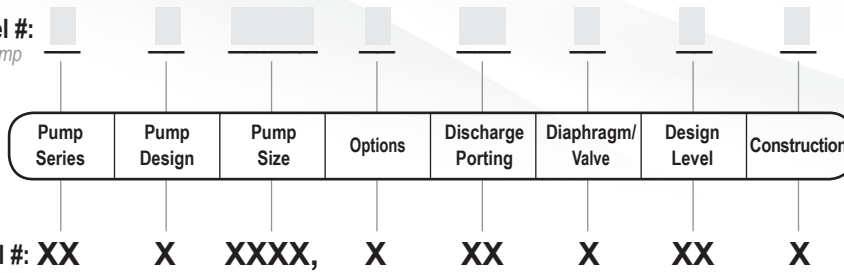 el #:
mp
Pump Series
Pump Design
Pump Size
Options
Discharge Porting
Diaphragm/ Valve
Design Level
Construction
l #: XX X XXXX, X XX X XX X